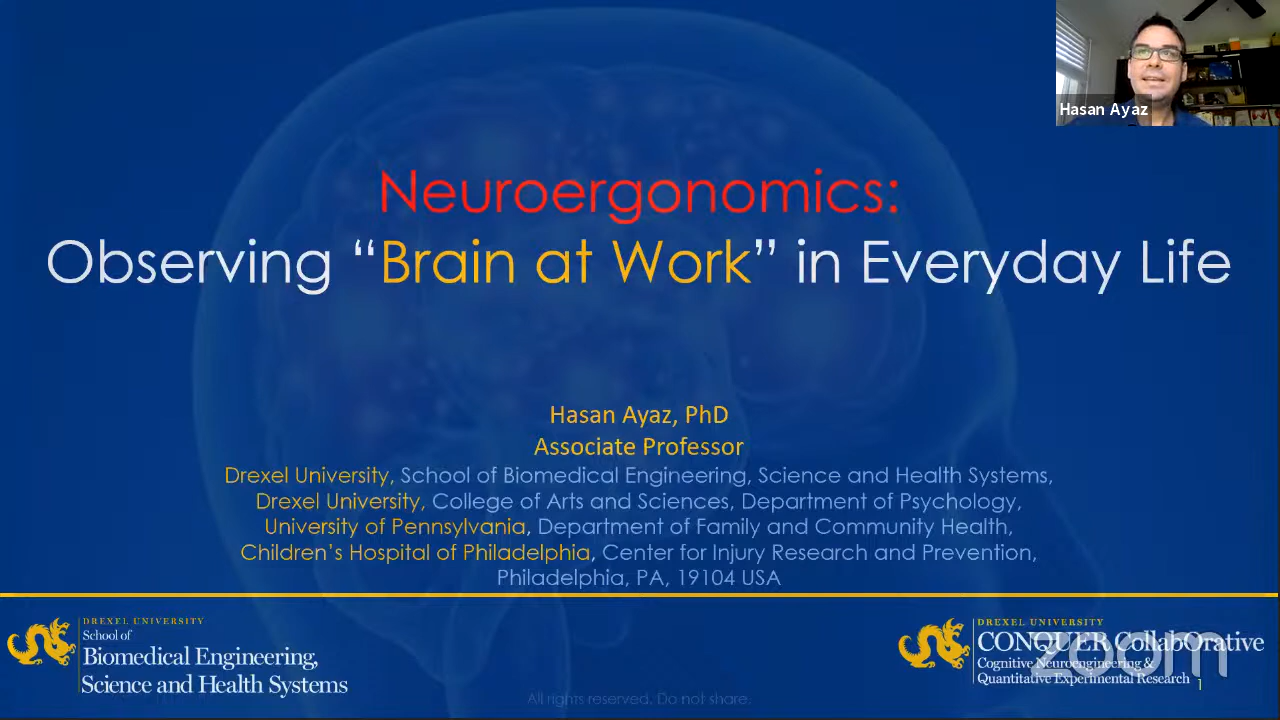 Hasan Ayaz
Neuroergonomics:
Observing “Brain at Work” in Everyday Life
Hasan Ayaz, PhD
Associate Professor
Drexel University, School of Biomedical Engineering, Science and Health Systems,
Drexel University, College of Arts and Sciences, Department of Psychology,
University of Pennsylvania, Department of Family and Community Health,
Children’s Hospital of Philadelphia, Center for Injury Research and Prevention,
Philadelphia, PA, 19104 USA
DREXEL UNIVERSITY
School of
Biomedical Engineering,
Science and Health Systems
DREXEL UNIVERSITY
CONQUER CollabOrative
Cognitive Neuroengineering &
Quantitative Experimental Research
zoom
1
All rights reserved. Do not share.